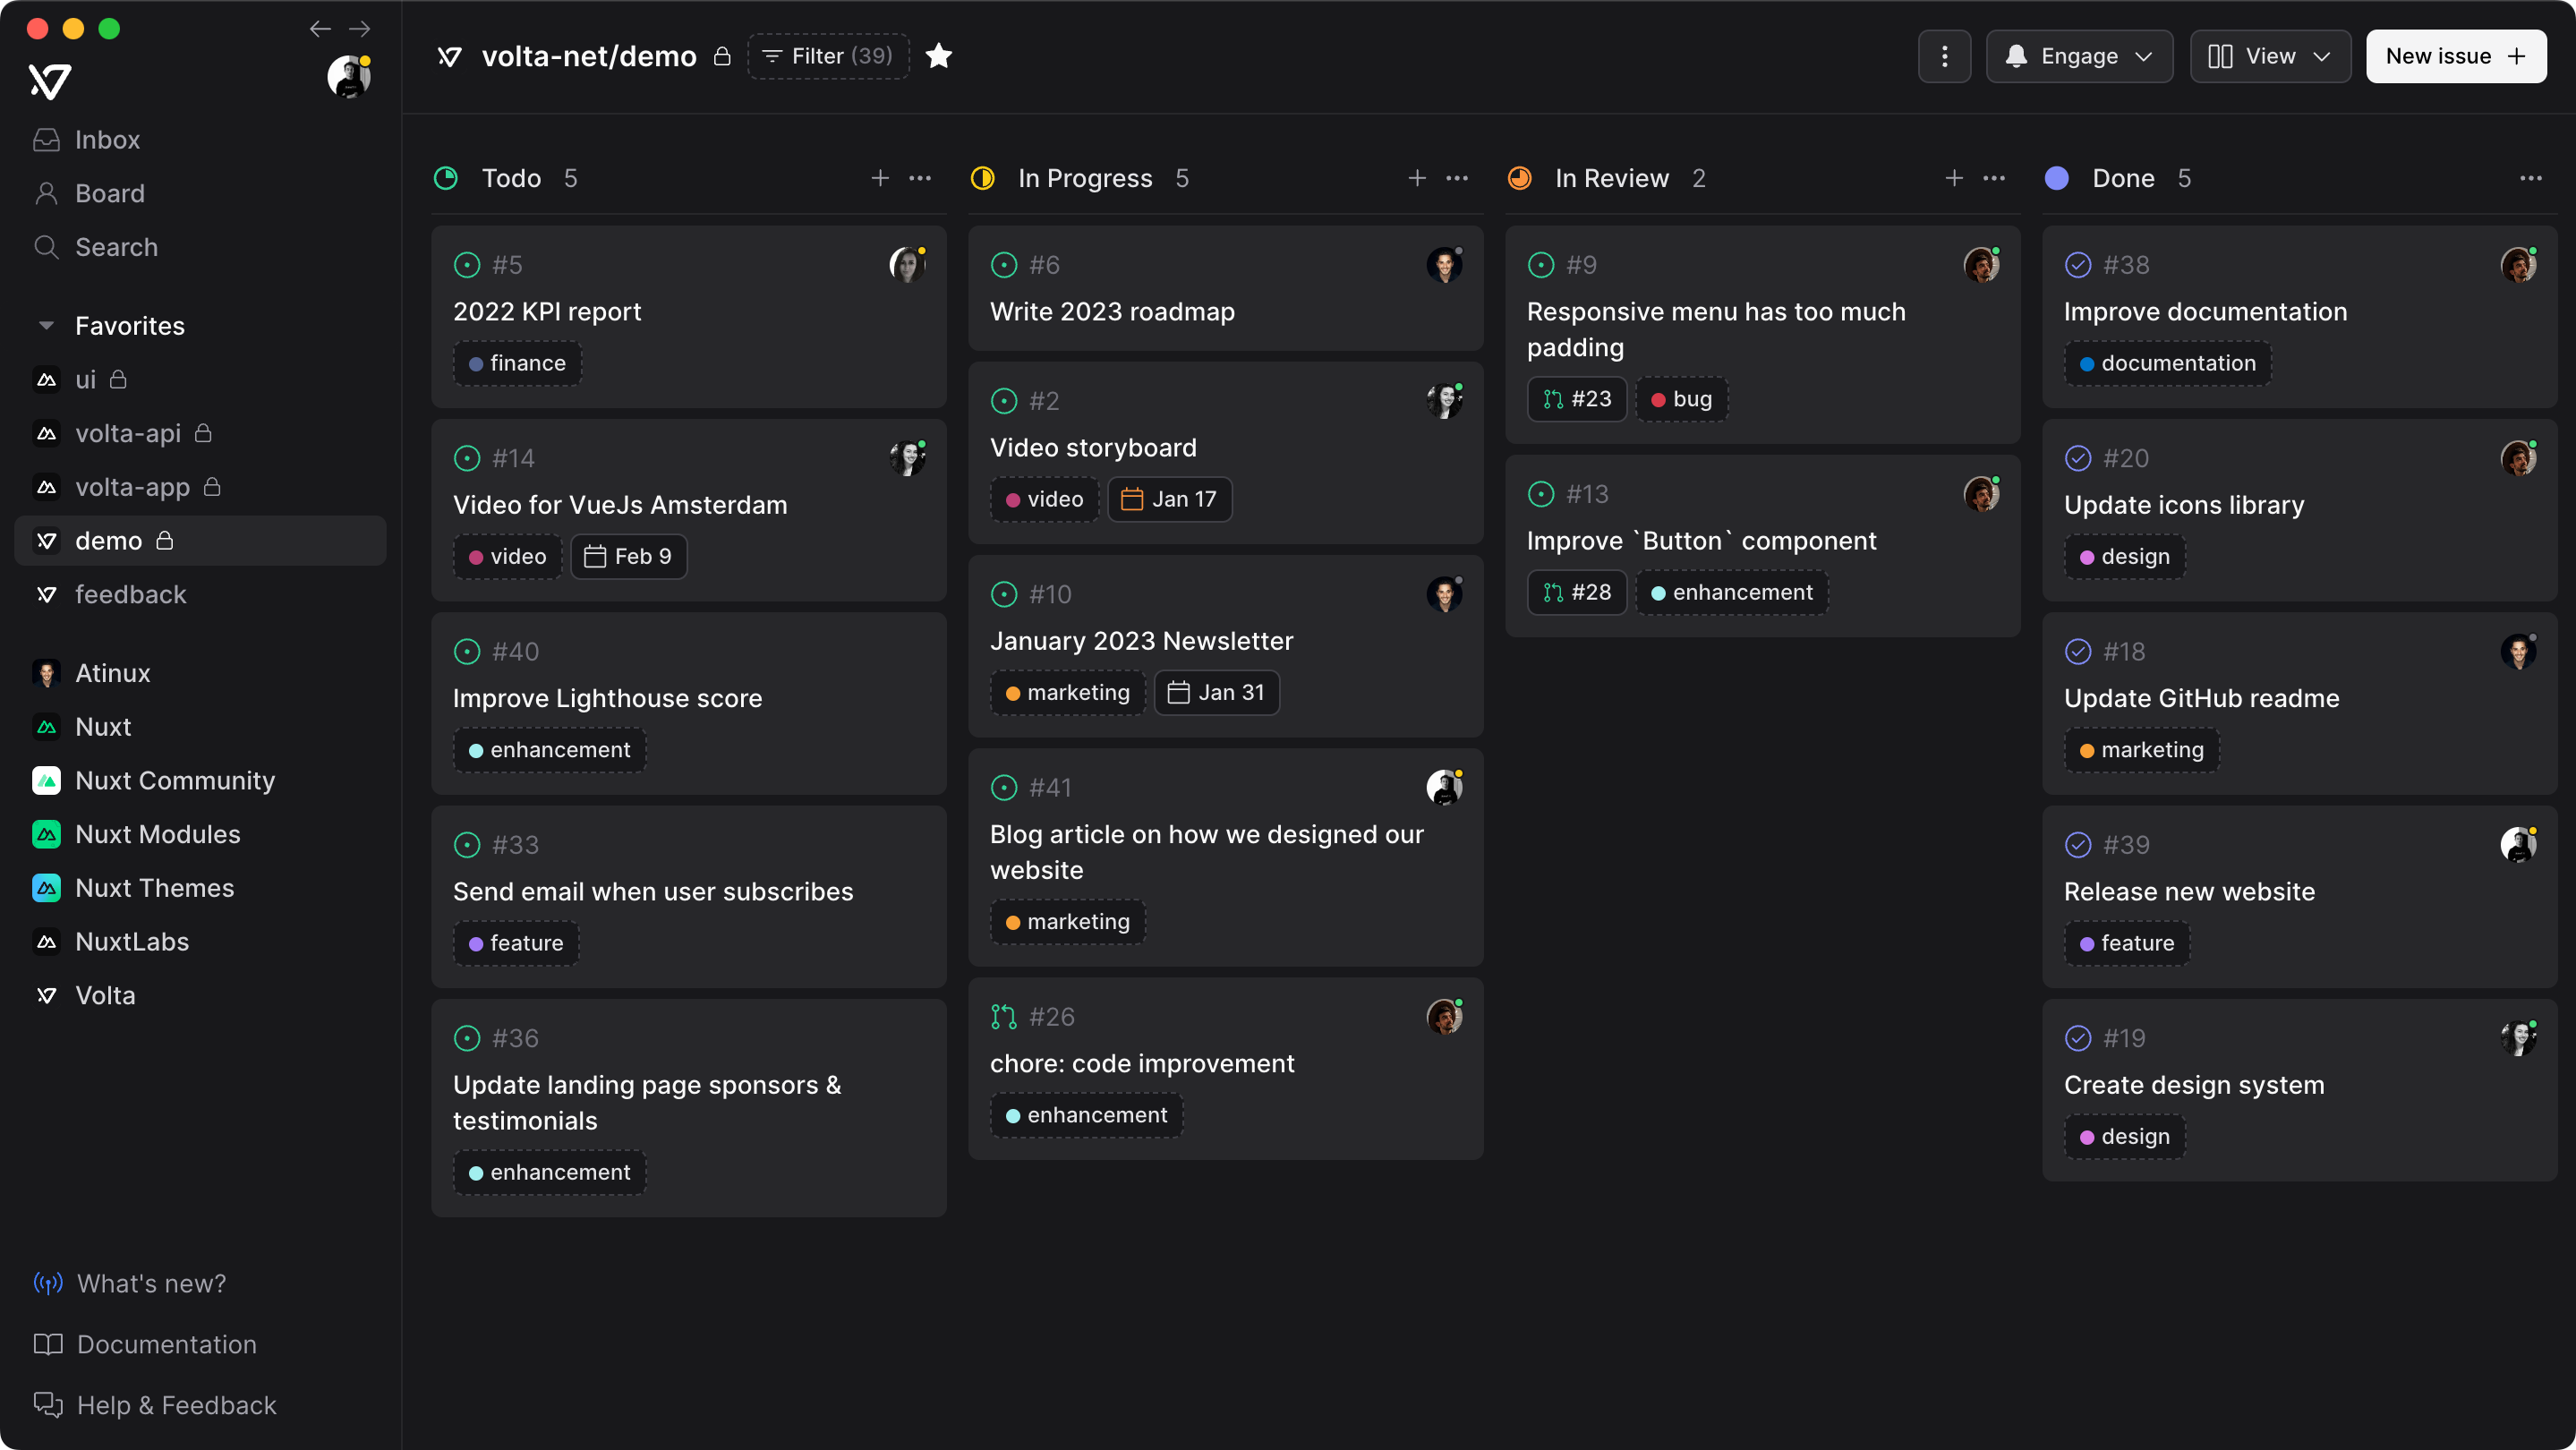 Inbox
Board
Search
Favorites
ui
volta-api
volta-app
demo
feedback
Atinux
Nuxt
Nuxt Community
Nuxt Modules
Nuxt Themes
NuxtLabs
Volta
What's new?
Documentation
Help & Feedback
volta-net/demo
Filter (39)
Engage
View
New issue
Todo 5
#5
2022 KPI report
finance
#14
Video for VueJs Amsterdam
video Feb 9
#40
Improve Lighthouse score
enhancement
#33
Send email when user subscribes
feature
#36
Update landing page sponsors &
testimonials
enhancement
In Progress 5
#6
Write 2023 roadmap
#2
Video storyboard
video Jan 17
#10
January 2023 Newsletter
marketing Jan 31
#41
Blog article on how we designed our
website
marketing
#26
chore: code improvement
enhancement
In Review 2
#9
Responsive menu has too much
padding
#23 bug
#13
Improve `Button` component
#28 enhancement
Done 5
#38
Improve documentation
documentation
#20
Update icons library
design
#18
Update GitHub readme
marketing
#39
Release new website
feature
#19
Create design system
design